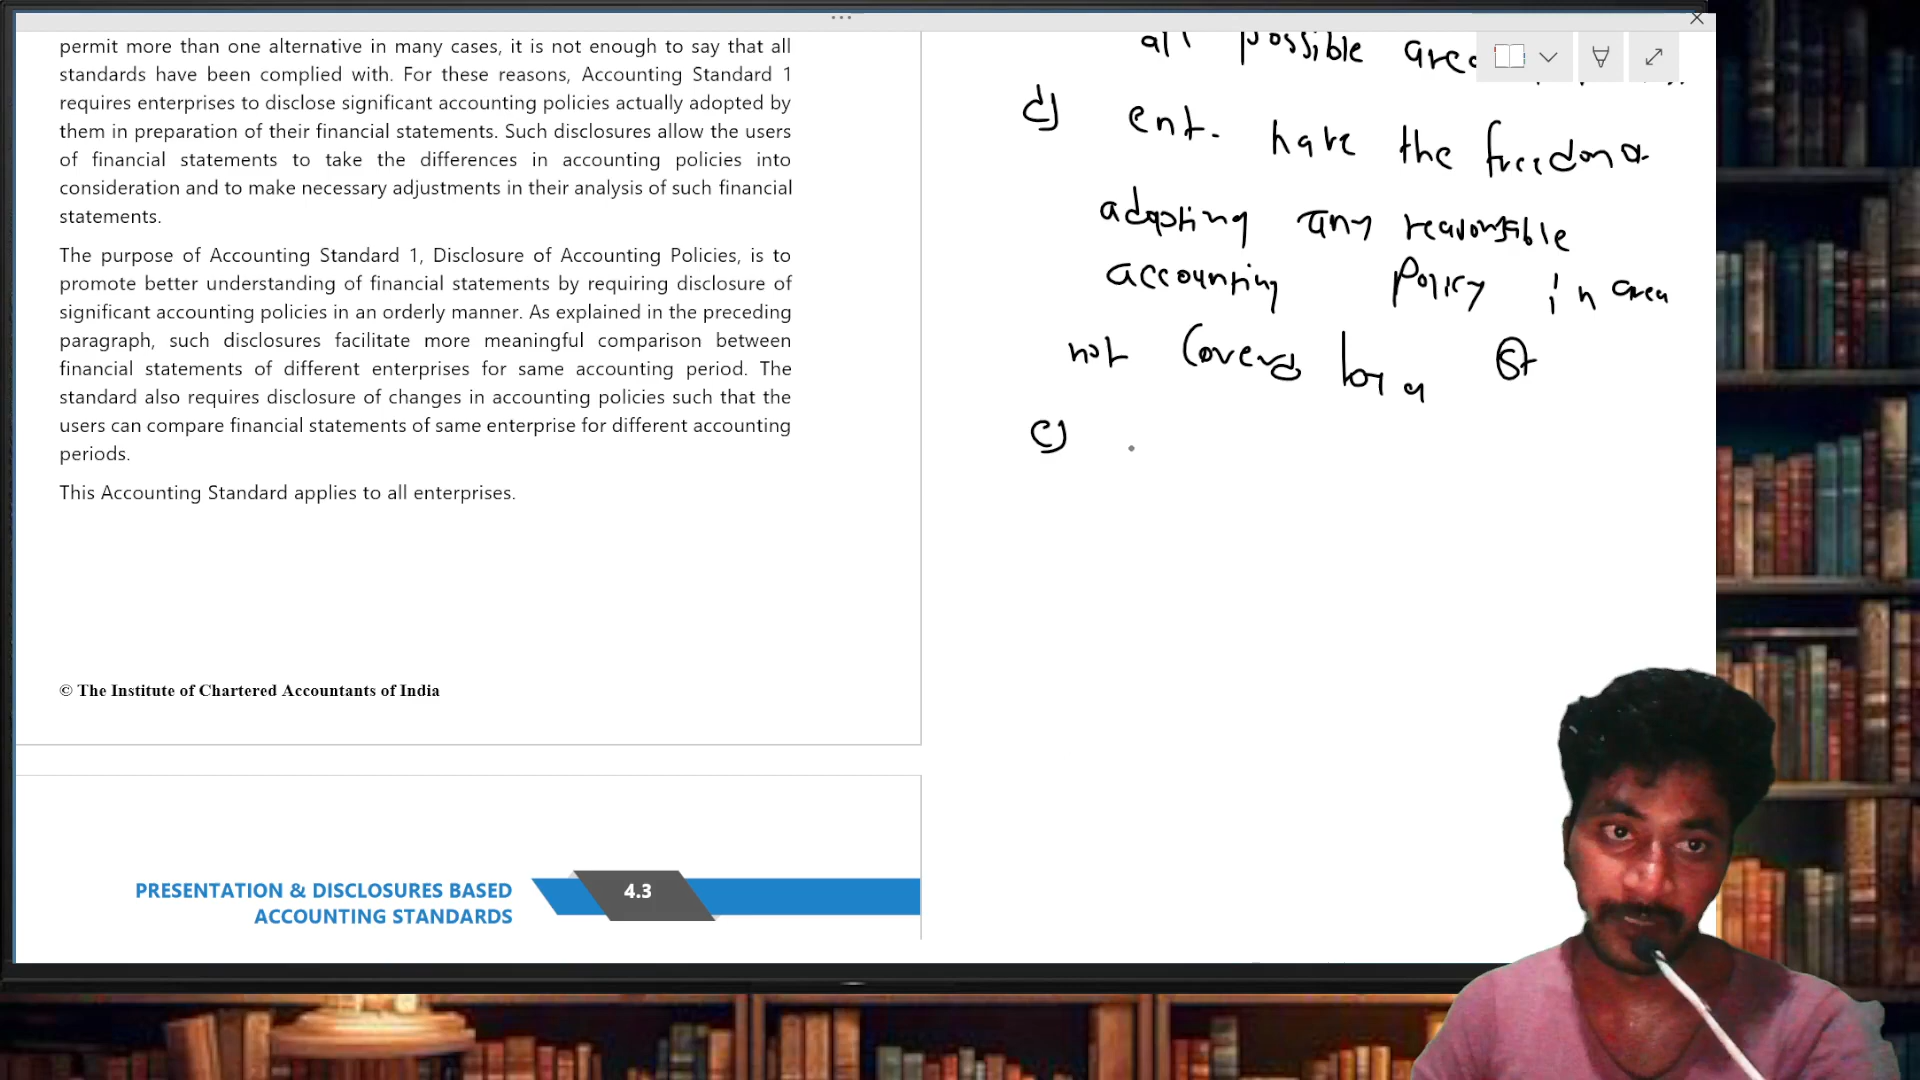 permit more than one alternative in many cases, it is not enough to say that all
standards have been complied with. For these reasons, Accounting Standard 1
requires enterprises to disclose significant accounting policies actually adopted by
them in preparation of their financial statements. Such disclosures allow the users
of financial statements to take the differences in accounting policies into
consideration and to make necessary adjustments in their analysis of such financial
statements.
The purpose of Accounting Standard 1, Disclosure of Accounting Policies, is to
promote better understanding of financial statements by requiring disclosure of
significant accounting policies in an orderly manner. As explained in the preceding
paragraph, such disclosures facilitate more meaningful comparison between
financial statements of different enterprises for same accounting period. The
standard also requires disclosure of changes in accounting policies such that the
users can compare financial statements of same enterprise for different accounting
periods.
This Accounting Standard applies to all enterprises.
© The Institute of Chartered Accountants of India
PRESENTATION & DISCLOSURES BASED
ACCOUNTING STANDARDS
4.3
all possible area
d) ent. have the freedom
adopting any reasonable
accounting policy in area
not covered by a St
e)